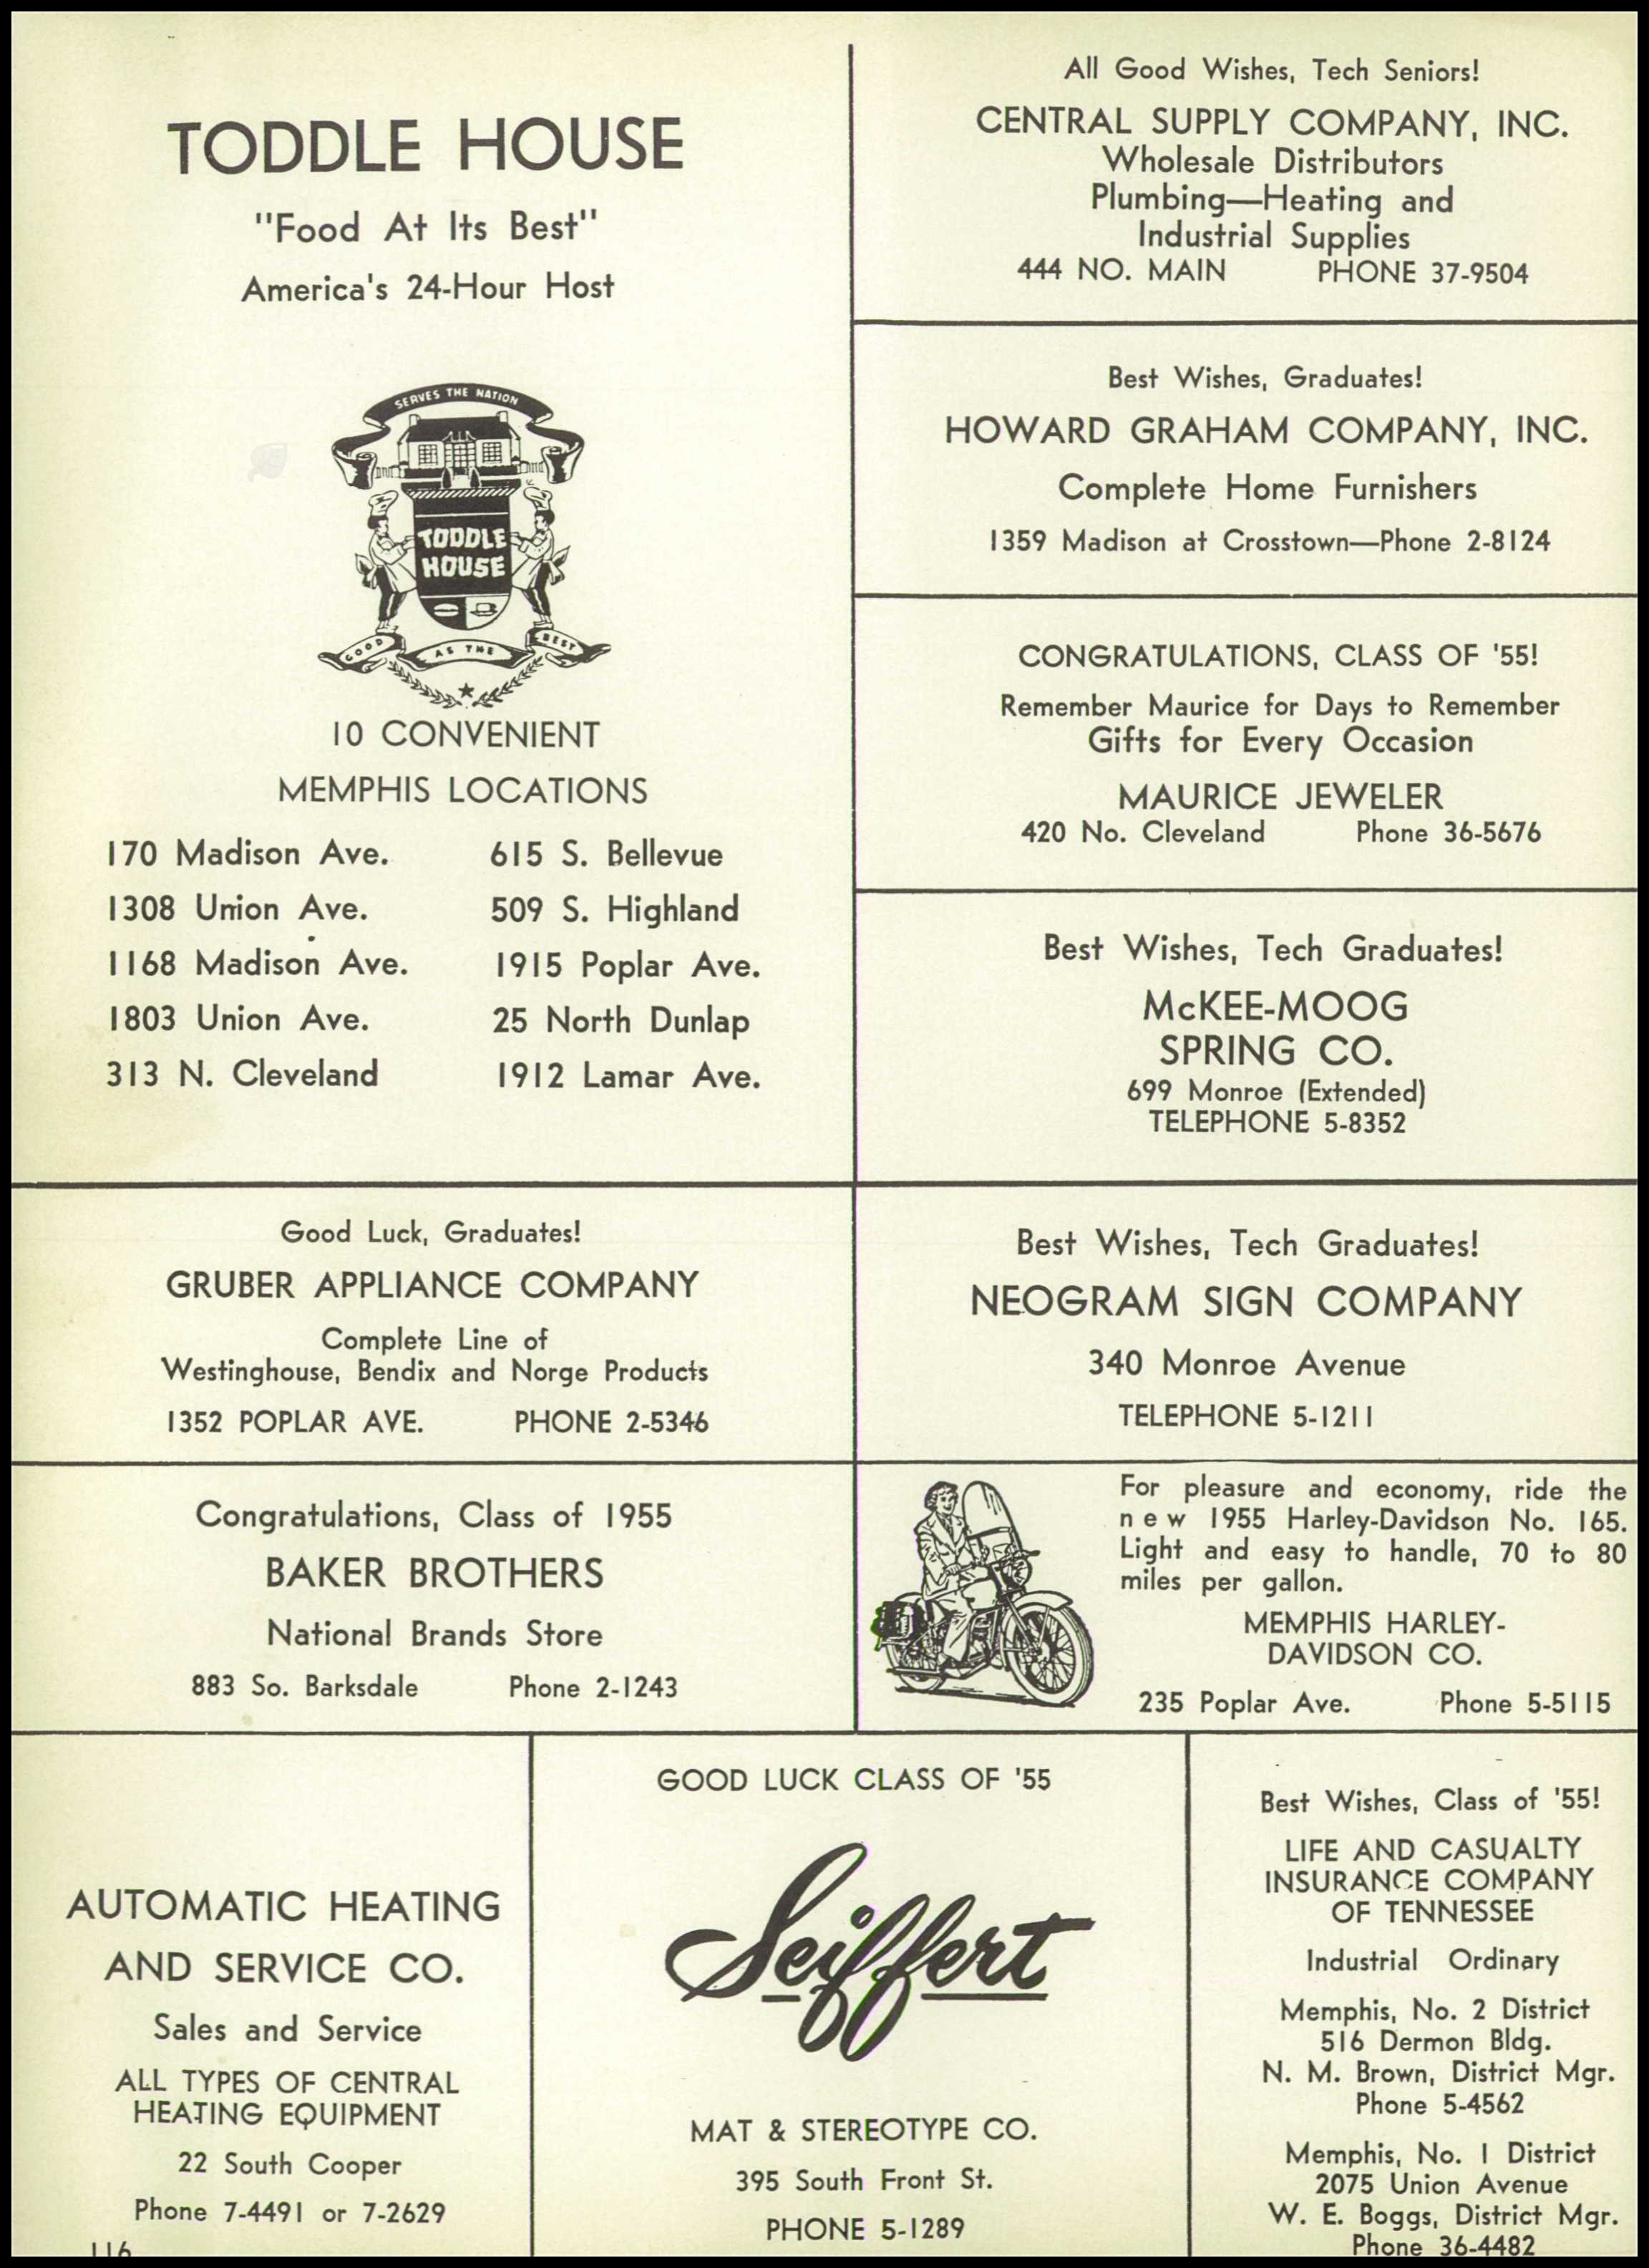 TODDLE HOUSE
"Food At Its Best"
America's 24-Hour Host
SERVES THE NATION
TODDLE
HOUSE
GOOD AS THE BEST
10 CONVENIENT
MEMPHIS LOCATIONS
170 Madison Ave. 615 S. Bellevue
1308 Union Ave. 509 S. Highland
1168 Madison Ave. 1915 Poplar Ave.
1803 Union Ave. 25 North Dunlap
313 N. Cleveland 1912 Lamar Ave.
All Good Wishes, Tech Seniors!
CENTRAL SUPPLY COMPANY, INC.
Wholesale Distributors
Plumbing—Heating and
Industrial Supplies
444 NO. MAIN PHONE 37-9504
Best Wishes, Graduates!
HOWARD GRAHAM COMPANY, INC.
Complete Home Furnishers
1359 Madison at Crosstown—Phone 2-8124
CONGRATULATIONS, CLASS OF '55!
Remember Maurice for Days to Remember
Gifts for Every Occasion
MAURICE JEWELER
420 No. Cleveland Phone 36-5676
Best Wishes, Tech Graduates!
McKEE-MOOG
SPRING CO.
699 Monroe (Extended)
TELEPHONE 5-8352
Good Luck, Graduates!
GRUBER APPLIANCE COMPANY
Complete Line of
Westinghouse, Bendix and Norge Products
1352 POPLAR AVE. PHONE 2-5346
Best Wishes, Tech Graduates!
NEOGRAM SIGN COMPANY
340 Monroe Avenue
TELEPHONE 5-1211
Congratulations, Class of 1955
BAKER BROTHERS
National Brands Store
883 So. Barksdale Phone 2-1243
For pleasure and economy, ride the
new 1955 Harley-Davidson No. 165.
Light and easy to handle, 70 to 80
miles per gallon.
MEMPHIS HARLEY-
DAVIDSON CO.
235 Poplar Ave. Phone 5-5115
AUTOMATIC HEATING
AND SERVICE CO.
Sales and Service
ALL TYPES OF CENTRAL
HEATING EQUIPMENT
22 South Cooper
Phone 7-4491 or 7-2629
116
GOOD LUCK CLASS OF '55
Seiffert
MAT & STEREOTYPE CO.
395 South Front St.
PHONE 5-1289
Best Wishes, Class of '55!
LIFE AND CASUALTY
INSURANCE COMPANY
OF TENNESSEE
Industrial Ordinary
Memphis, No. 2 District
516 Dermon Bldg.
N. M. Brown, District Mgr.
Phone 5-4562
Memphis, No. 1 District
2075 Union Avenue
W. E. Boggs, District Mgr.
Phone 36-4482